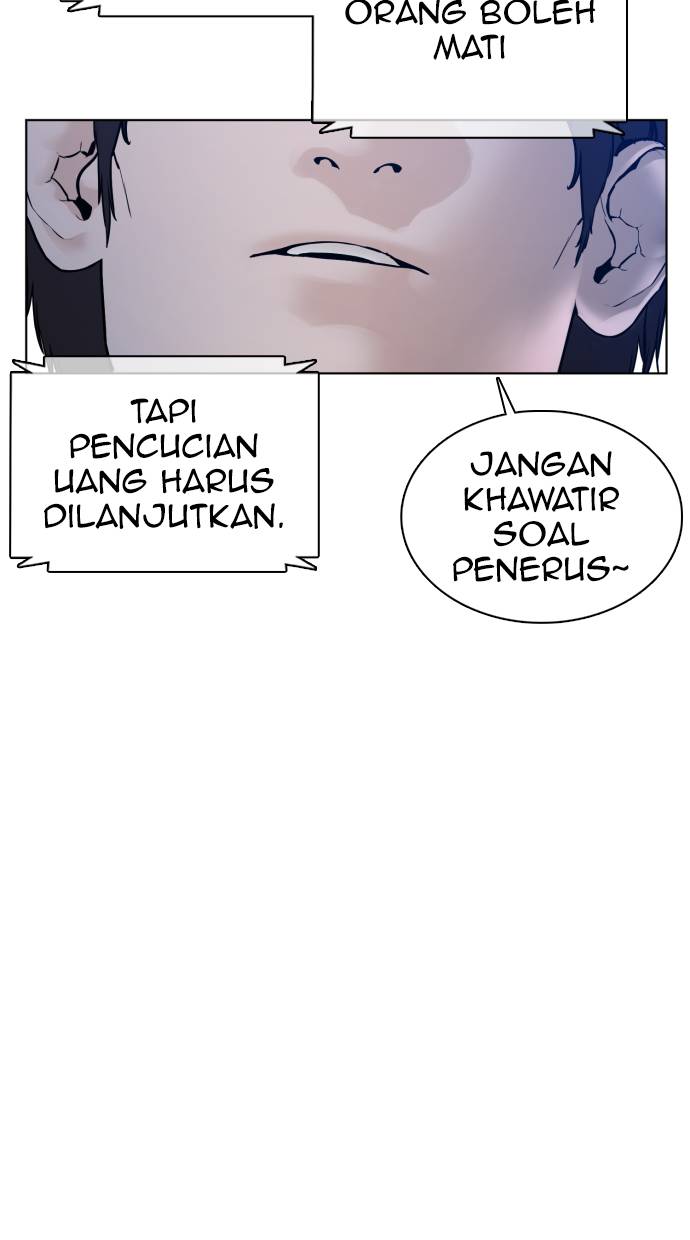 ORANG BOLEH
MATI
TAPI
PENCUCIAN
UANG HARUS
DILANJUTKAN.
JANGAN
KHAWATIR
SOAL
PENERUS~